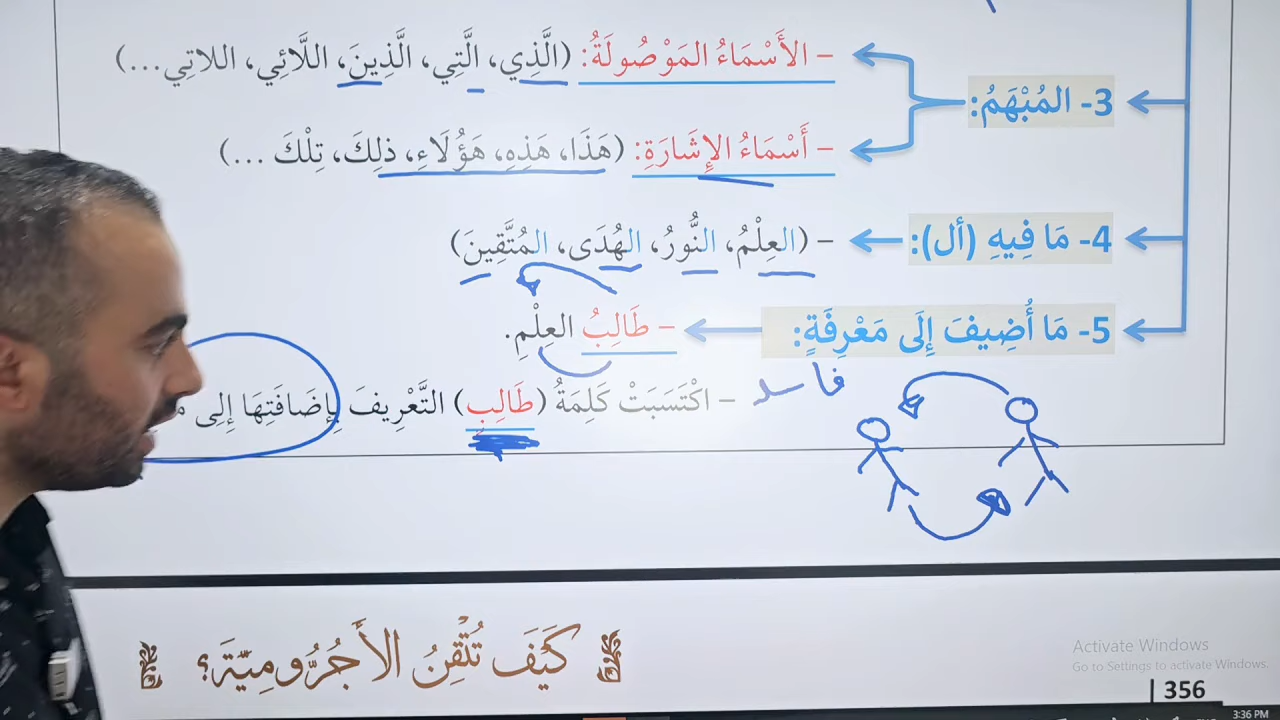 – الأَسْمَاءُ المَوْصُولَةُ: (الَّذِي، الَّتِي، الَّذِينَ، اللَّائِي، اللاتِي...)
3- المُبْهَمُ:
– أَسْمَاءُ الإِشَارَةِ: (هَذَا، هَذِهِ، هَؤُلَاءِ، ذلِكَ، تِلْكَ ...)
4- مَا فِيهِ (أل): – (العِلْمُ، النُّورُ، الهُدَى، المُتَّقِينَ)
5- مَا أُضِيفَ إِلَى مَعْرِفَةٍ: – طَالِبُ العِلْمِ.
– اكْتَسَبَتْ كَلِمَةُ (طَالِبِ) التَّعْرِيفَ بِإِضَافَتِهَا إِلَى
كَيْفَ تُتْقِنُ الأَجُرُّومِيَّةَ؟
Activate Windows
Go to Settings to activate Windows.
| 356
3:36 PM